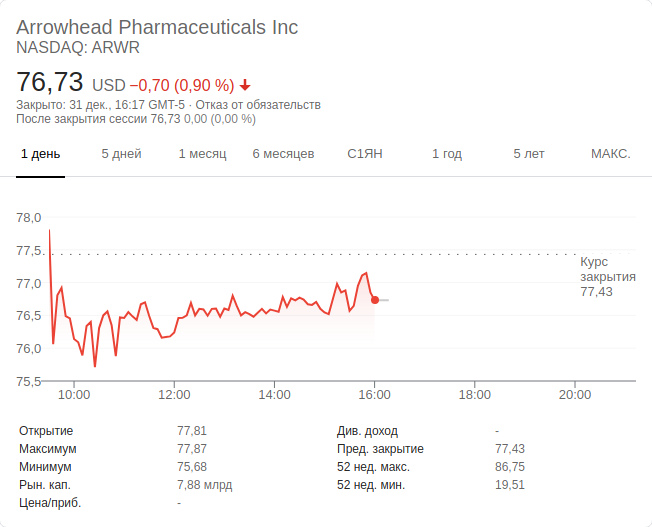 Arrowhead Pharmaceuticals Inc
NASDAQ: ARWR
76,73 USD −0,70 (0,90 %)
Закрыто: 31 дек., 16:17 GMT-5 · Отказ от обязательств
После закрытия сессии 76,73 0,00 (0,00 %)
1 день 5 дней 1 месяц 6 месяцев С1ЯН 1 год 5 лет МАКС.
78,0
77,5
Курс
закрытия
77,43
77,0
76,5
76,0
75,5
10:00 12:00 14:00 16:00 18:00 20:00
Открытие 77,81 Див. доход -
Максимум 77,87 Пред. закрытие 77,43
Минимум 75,68 52 нед. макс. 86,75
Рын. кап. 7,88 млрд 52 нед. мин. 19,51
Цена/приб. -